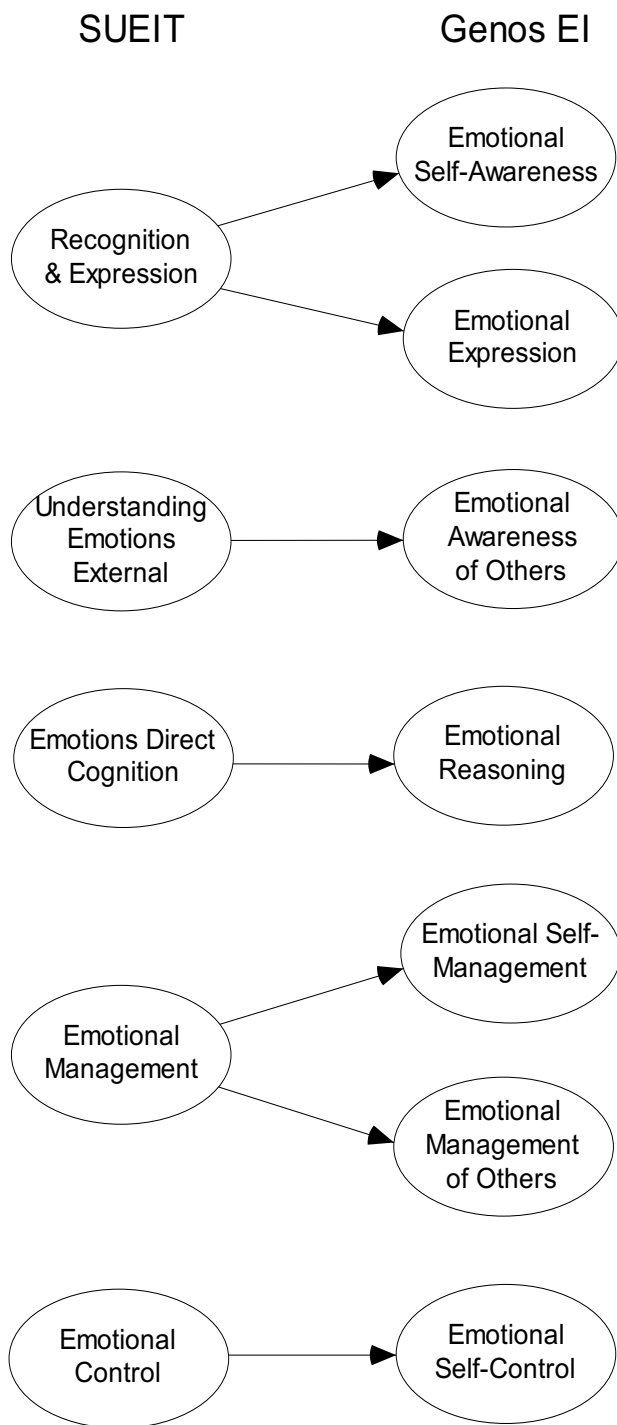 SUEIT
Genos EI
Emotional
Self-Awareness
Recognition
& Expression
Emotional
Expression
Understanding
Emotions
External
Emotional
Awareness
of Others
Emotions Direct
Cognition
Emotional
Reasoning
Emotional Self-
Management
Emotional
Management
Emotional
Management
of Others
Emotional
Control
Emotional
Self-Control